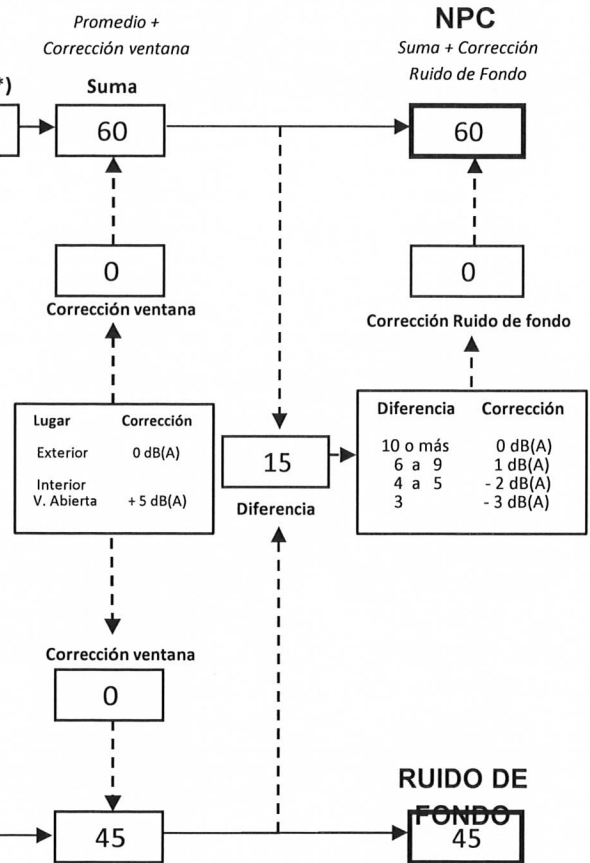 Promedio +
Corrección ventana
NPC
Suma + Corrección
Ruido de Fondo
*)
Suma
60
60
0
0
Corrección ventana
Corrección Ruido de fondo
Lugar Corrección
Exterior 0 dB(A)
Interior
V. Abierta + 5 dB(A)
15
Diferencia
Diferencia Corrección
10 o más 0 dB(A)
6 a 9 1 dB(A)
4 a 5 - 2 dB(A)
3 - 3 dB(A)
Corrección ventana
0
RUIDO DE
FONDO
45
45